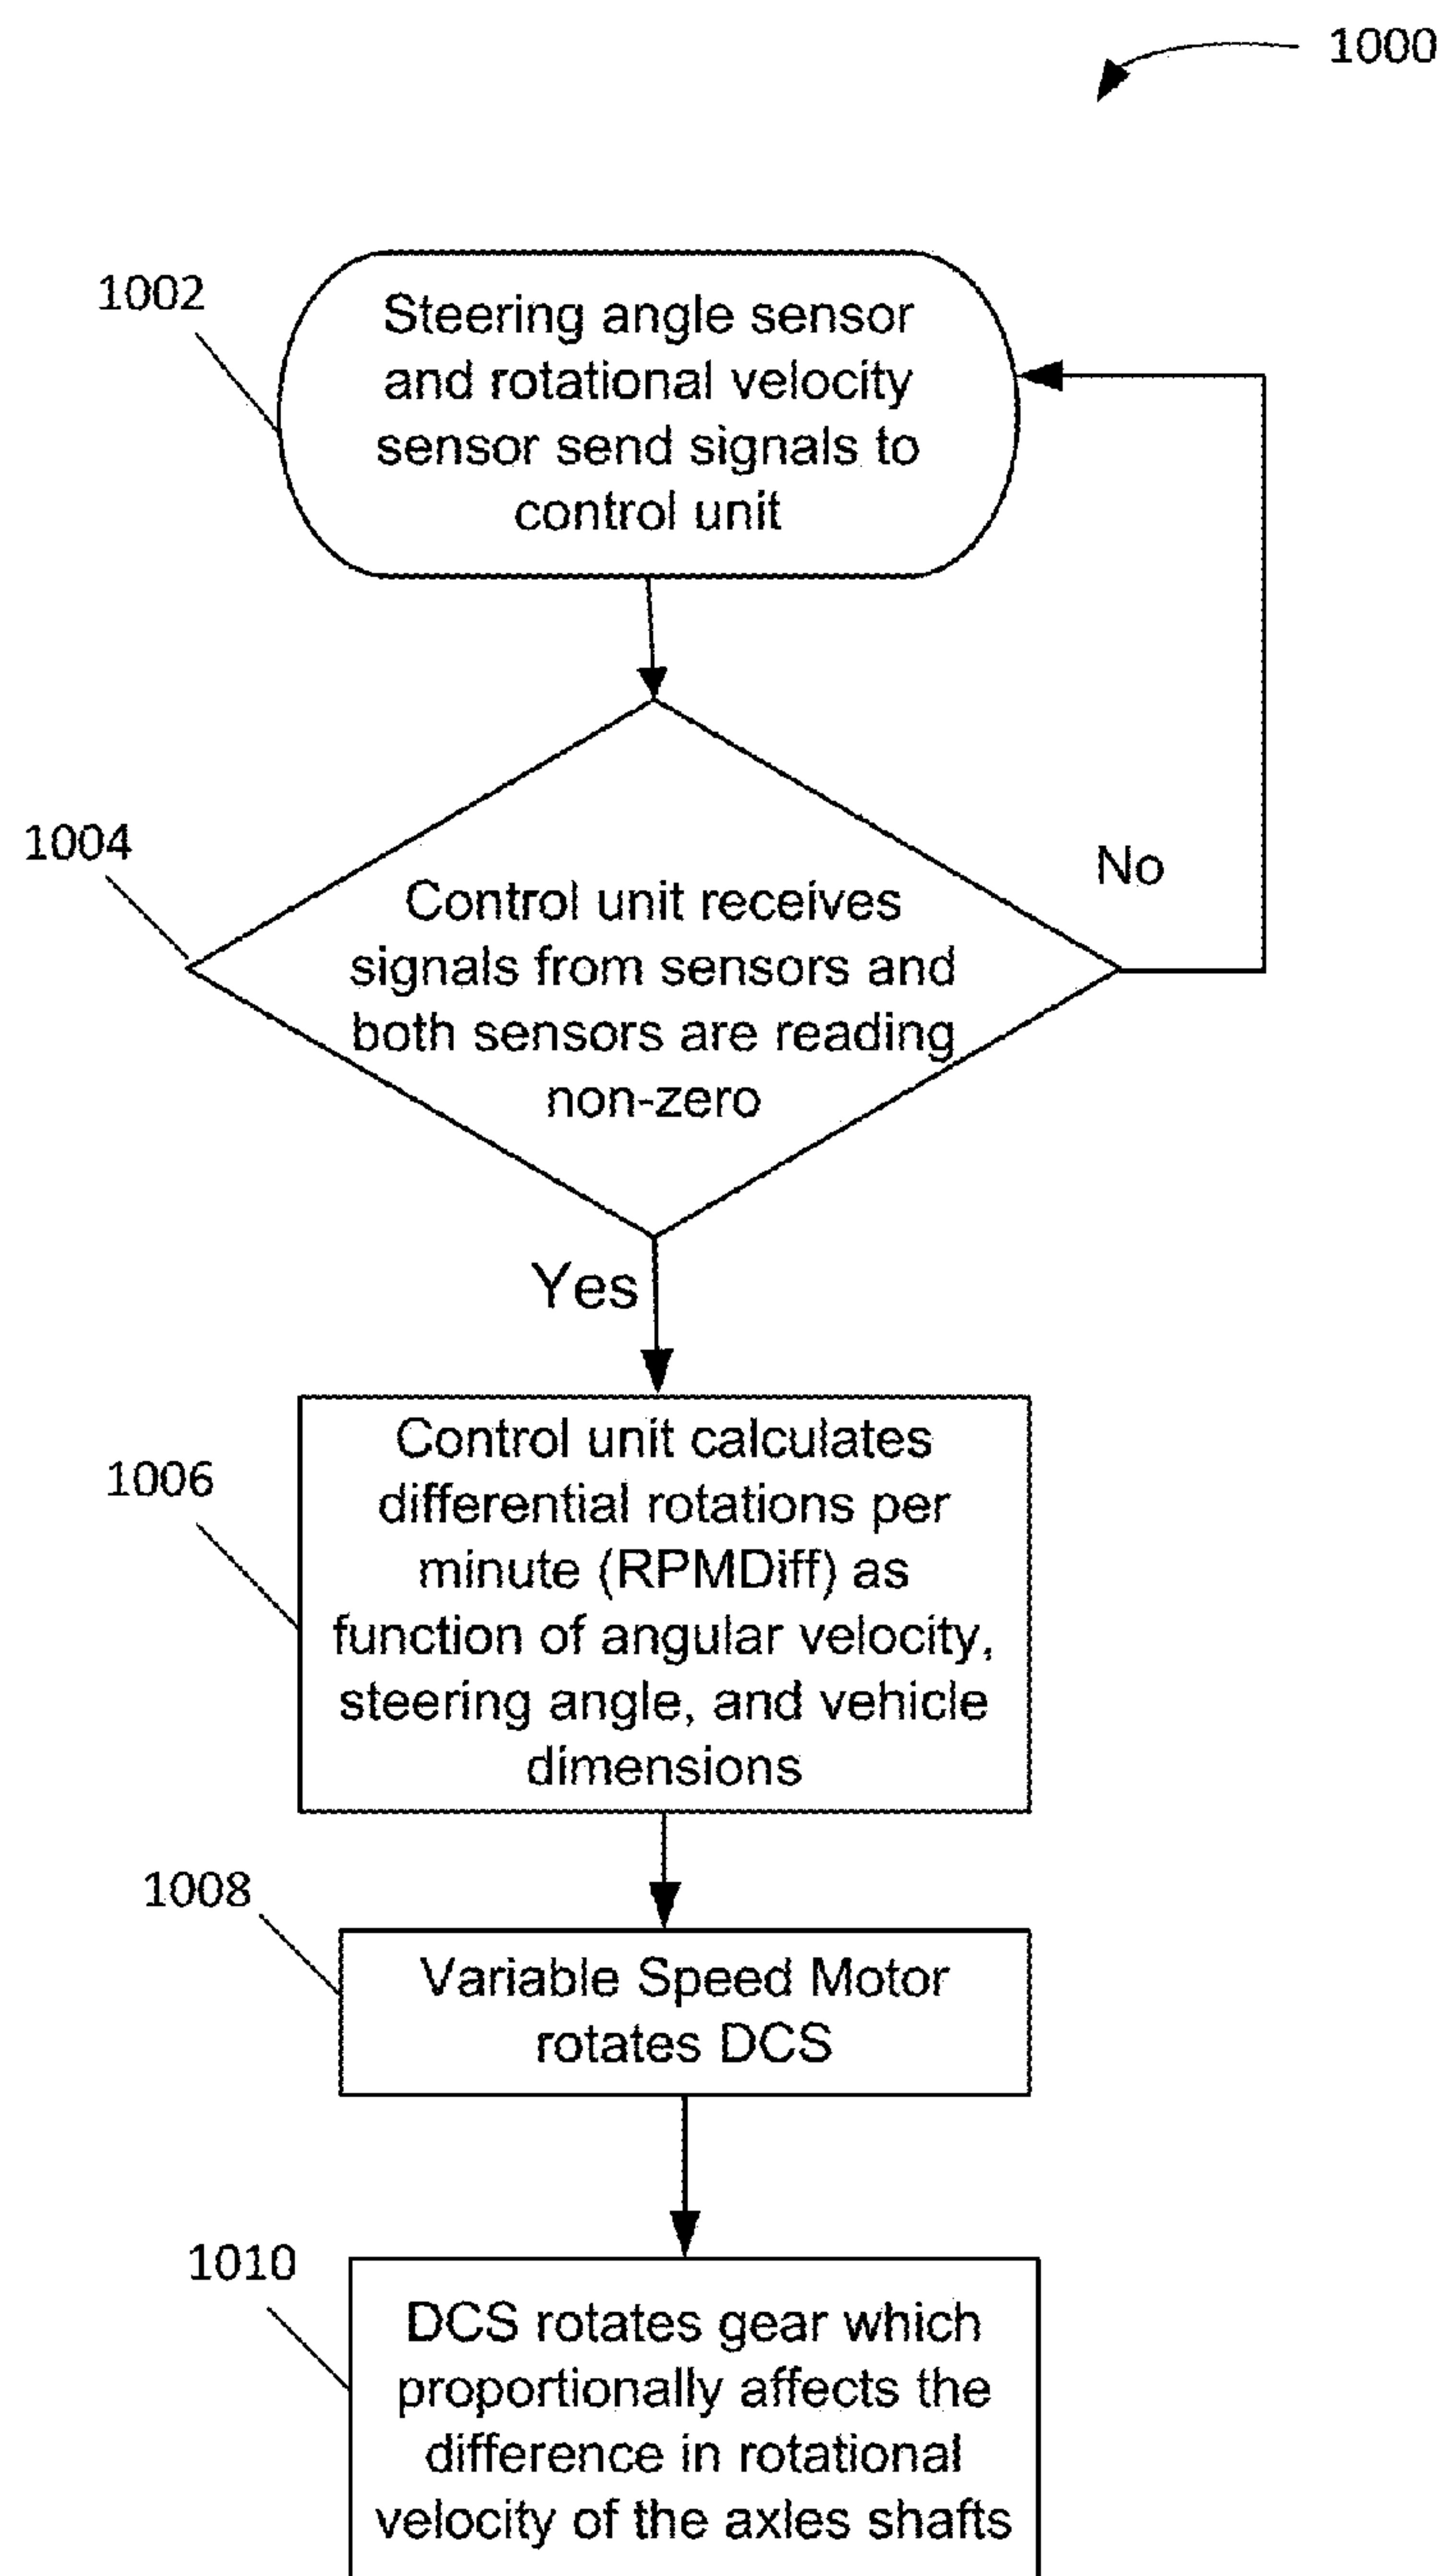 1000
1002
Steering angle sensor
and rotational velocity
sensor send signals to
control unit
1004
No
Control unit receives
signals from sensors and
both sensors are reading
non-zero
Yes
1006
Control unit calculates
differential rotations per
minute (RPMDiff) as
function of angular velocity,
steering angle, and vehicle
dimensions
1008
Variable Speed Motor
rotates DCS
1010
DCS rotates gear which
proportionally affects the
difference in rotational
velocity of the axles shafts